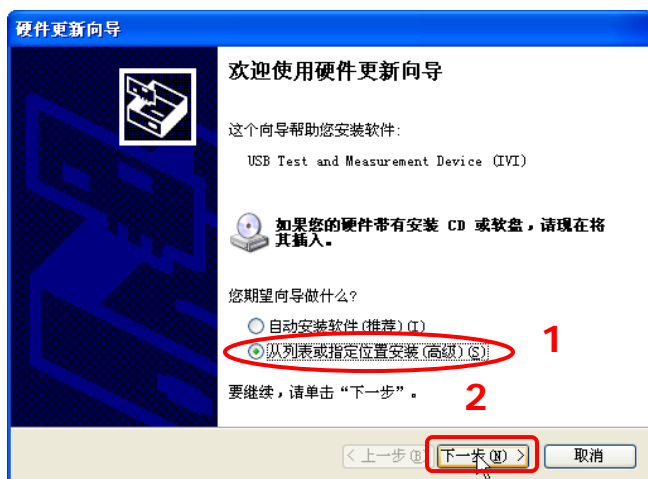 硬件更新向导
欢迎使用硬件更新向导
这个向导帮助您安装软件:
USB Test and Measurement Device (IVI)
如果您的硬件带有安装 CD 或软盘，请现在将
其插入。
您期望向导做什么?
自动安装软件(推荐)(I)
从列表或指定位置安装(高级)(S)
1
要继续，请单击“下一步”。
2
< 上一步(B)
下一步(N) >
取消